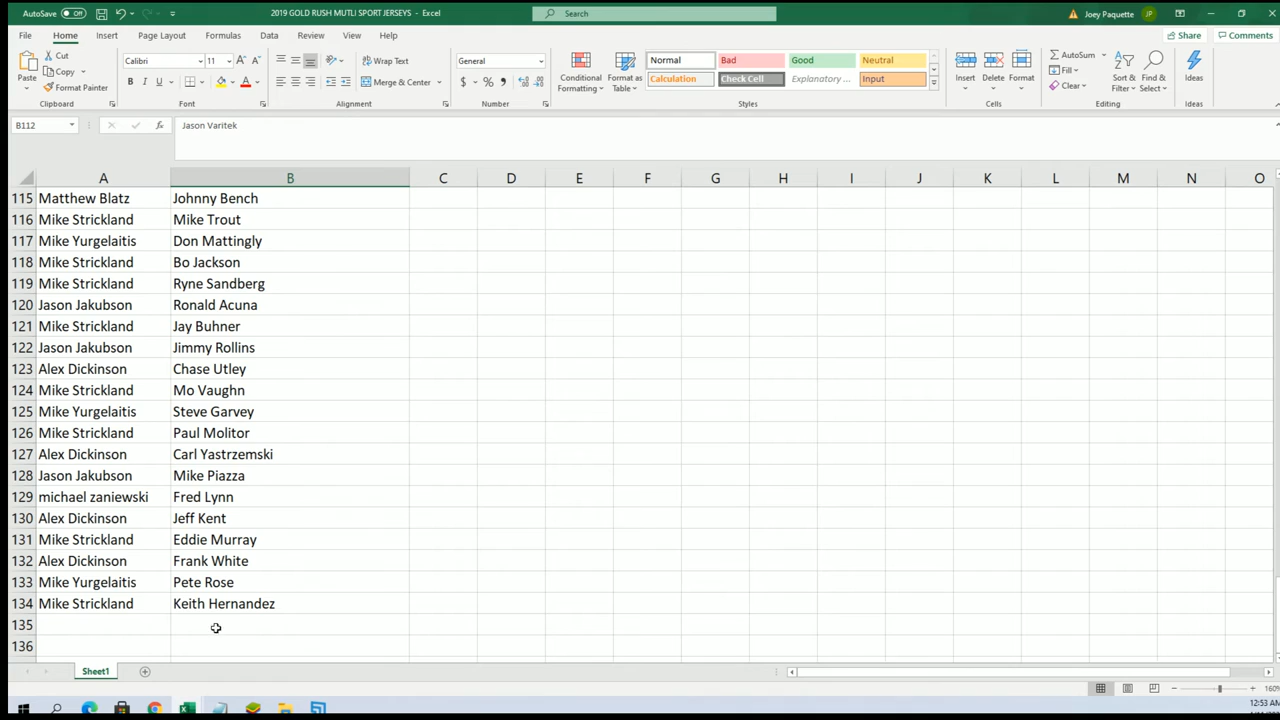 AutoSave Off 2019 GOLD RUSH MUTLI SPORT JERSEYS - Excel Search Joey Paquette JP
File Home Insert Page Layout Formulas Data Review View Help Share Comments
Paste Cut Copy Format Painter Clipboard
Calibri 11 B I U A A Font
Wrap Text Merge & Center Alignment
General $ % Number
Conditional Formatting Format as Table
Normal Bad Good Neutral
Calculation Check Cell Explanatory ... Input
Styles
Insert Delete Format Cells
AutoSum Fill Clear Sort & Filter Find & Select Editing
Ideas Ideas
B112 fx Jason Varitek
A B C D E F G H I J K L M N O
115 Matthew Blatz Johnny Bench
116 Mike Strickland Mike Trout
117 Mike Yurgelaitis Don Mattingly
118 Mike Strickland Bo Jackson
119 Mike Strickland Ryne Sandberg
120 Jason Jakubson Ronald Acuna
121 Mike Strickland Jay Buhner
122 Jason Jakubson Jimmy Rollins
123 Alex Dickinson Chase Utley
124 Mike Strickland Mo Vaughn
125 Mike Yurgelaitis Steve Garvey
126 Mike Strickland Paul Molitor
127 Alex Dickinson Carl Yastrzemski
128 Jason Jakubson Mike Piazza
129 michael zaniewski Fred Lynn
130 Alex Dickinson Jeff Kent
131 Mike Strickland Eddie Murray
132 Alex Dickinson Frank White
133 Mike Yurgelaitis Pete Rose
134 Mike Strickland Keith Hernandez
135
136
Sheet1
160%
12:53 AM